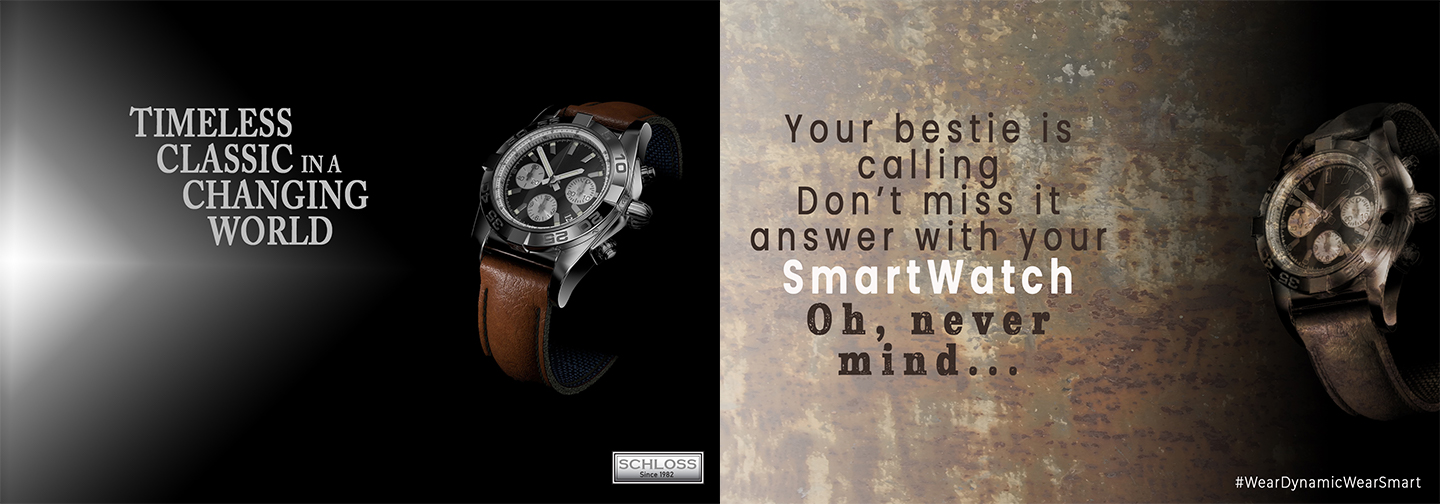 TIMELESS
CLASSIC IN A
CHANGING
WORLD
SCHLOSS
Since 1982
Your bestie is
calling
Don't miss it
answer with your
SmartWatch
Oh, never
mind...
#WearDynamicWearSmart